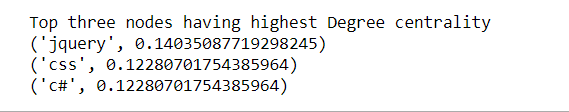 Top three nodes having highest Degree centrality
('jquery', 0.14035087719298245)
('css', 0.12280701754385964)
('c#', 0.12280701754385964)